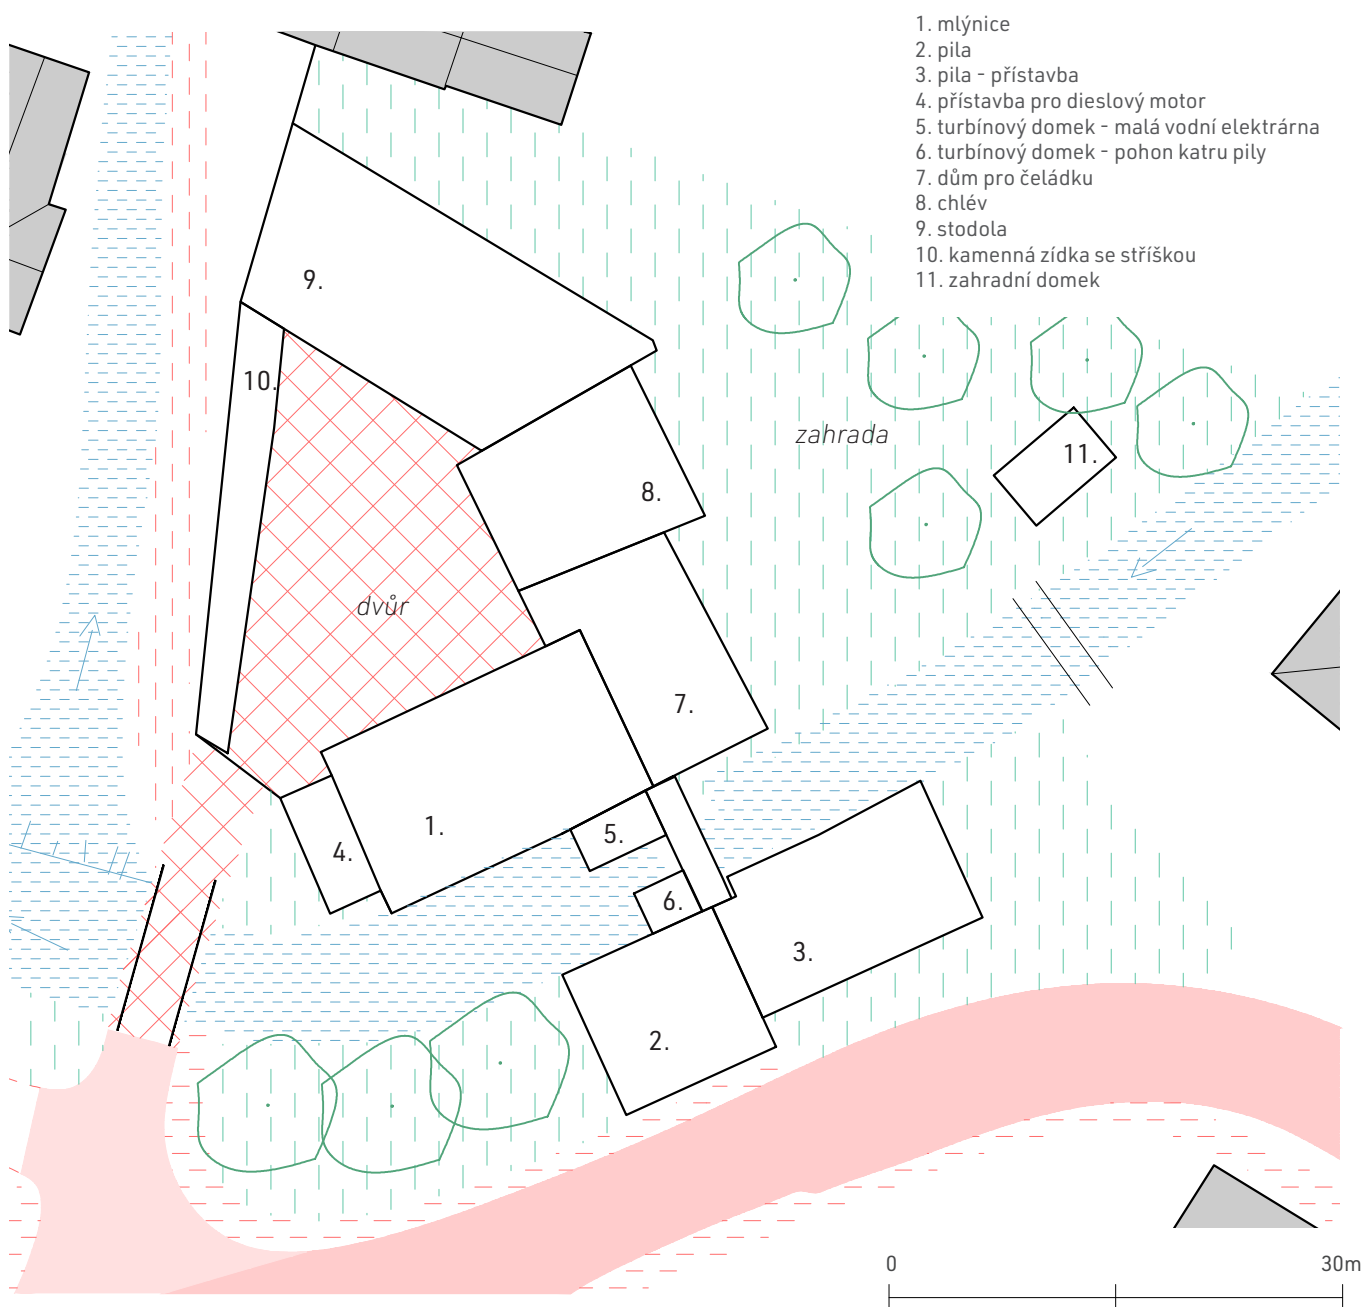 1. mlýnice
2. pila
3. pila - přístavba
4. přístavba pro dieslový motor
5. turbínový domek - malá vodní elektrárna
6. turbínový domek - pohon katru pily
7. dům pro čeládku
8. chlév
9. stodola
10. kamenná zídka se stříškou
11. zahradní domek
9.
10.
zahrada
11.
8.
dvůr
7.
1.
5.
4.
6.
3.
2.
0 30m